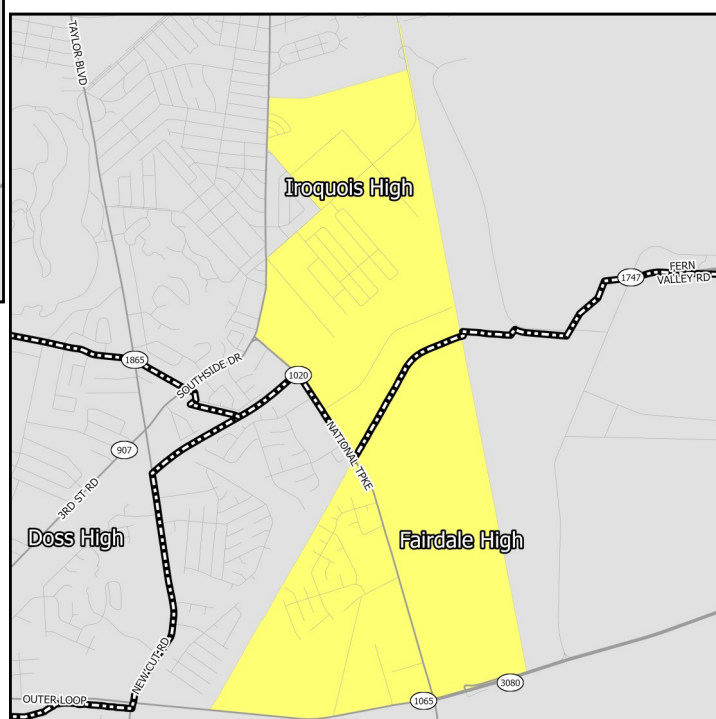 TAYLOR BLVD
Iroquois High
FERN
VALLEY RD
1747
1865
SOUTHSIDE DR
1020
907
NATIONAL TPKE
3RD ST RD
Doss High
Fairdale High
NEW CUT RD
3080
OUTER LOOP
1065